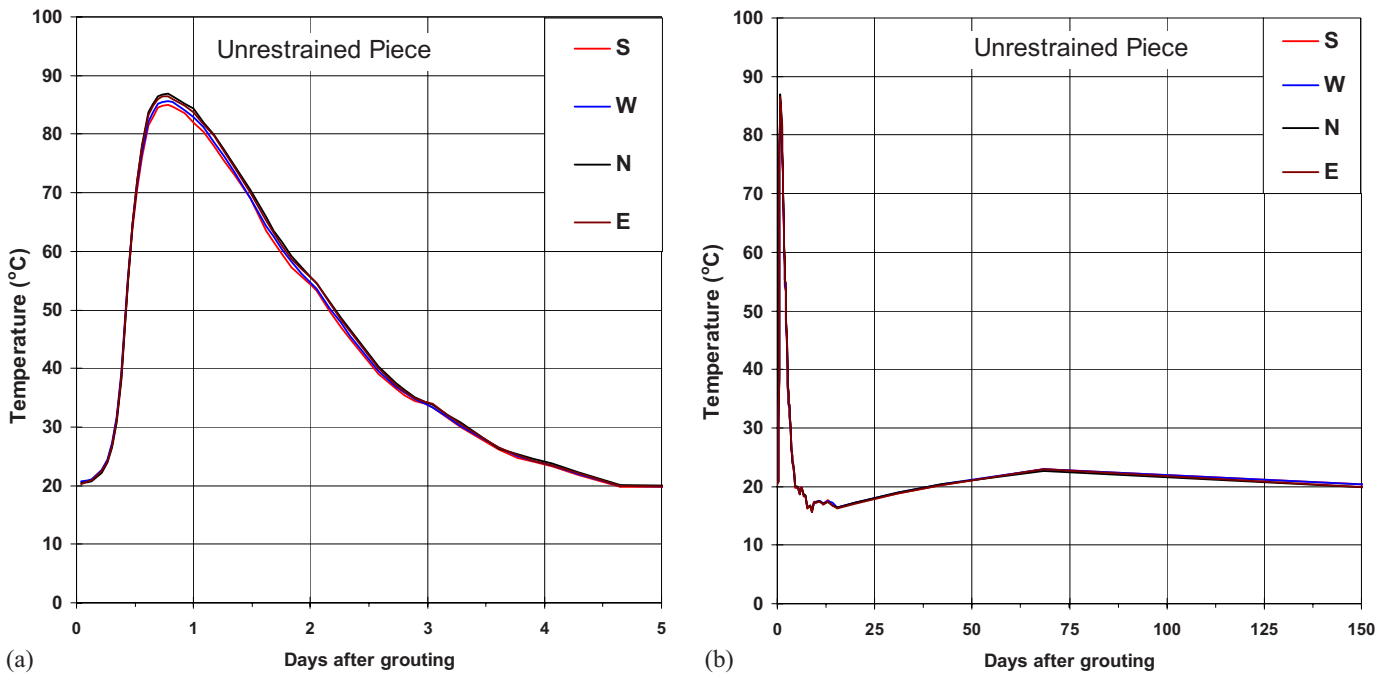 Unrestrained Piece
S
W
N
E
Temperature (°C)
100
90
80
70
60
50
40
30
20
10
0
0 1 2 3 4 5
Days after grouting
(a)
Unrestrained Piece
S
W
N
E
Temperature (°C)
100
90
80
70
60
50
40
30
20
10
0
0 25 50 75 100 125 150
Days after grouting
(b)